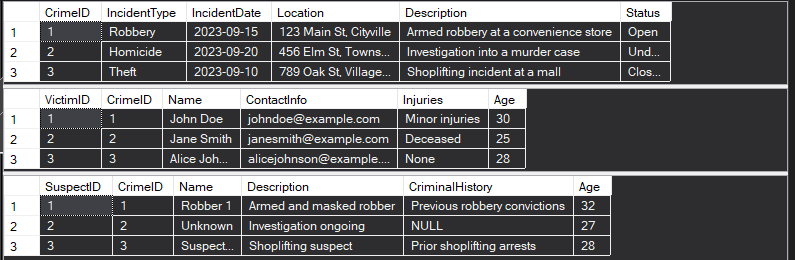 CrimeID IncidentType IncidentDate Location Description Status
1 1 Robbery 2023-09-15 123 Main St, Cityville Armed robbery at a convenience store Open
2 2 Homicide 2023-09-20 456 Elm St, Towns... Investigation into a murder case Und...
3 3 Theft 2023-09-10 789 Oak St, Village... Shoplifting incident at a mall Clos...
VictimID CrimeID Name ContactInfo Injuries Age
1 1 1 John Doe johndoe@example.com Minor injuries 30
2 2 2 Jane Smith janesmith@example.com Deceased 25
3 3 3 Alice Joh... alicejohnson@example.... None 28
SuspectID CrimeID Name Description CriminalHistory Age
1 1 1 Robber 1 Armed and masked robber Previous robbery convictions 32
2 2 2 Unknown Investigation ongoing NULL 27
3 3 3 Suspect... Shoplifting suspect Prior shoplifting arrests 28